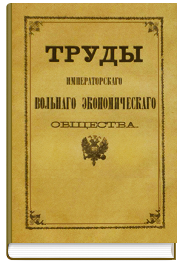 ТРУДЫ
ИМПЕРАТОРСКАГО
ВОЛЬНАГО ЭКОНОМИЧЕСКАГО
ОБЩЕСТВА.